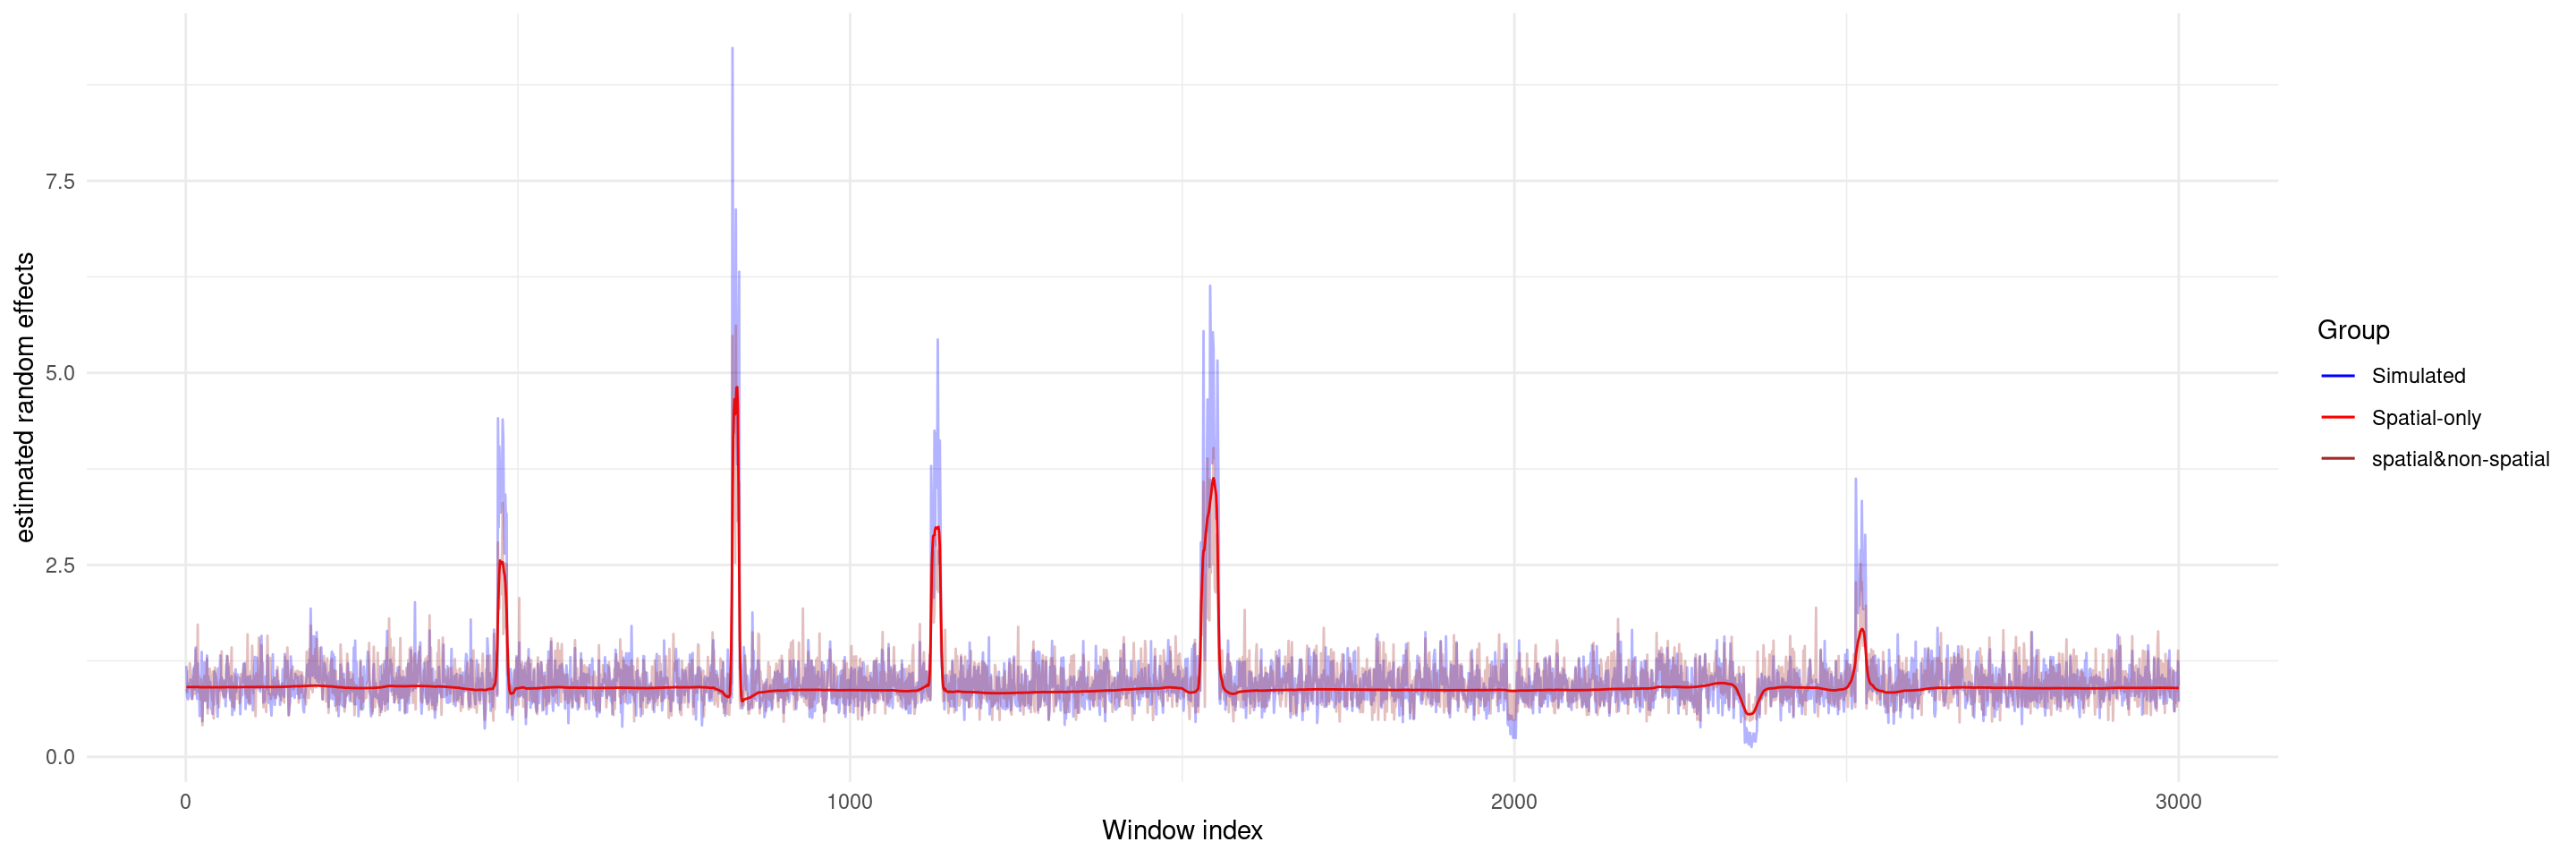 7.5
5.0
2.5
0.0
estimated random effects
0
1000
2000
3000
Window index
Group
Simulated
Spatial-only
spatial&non-spatial